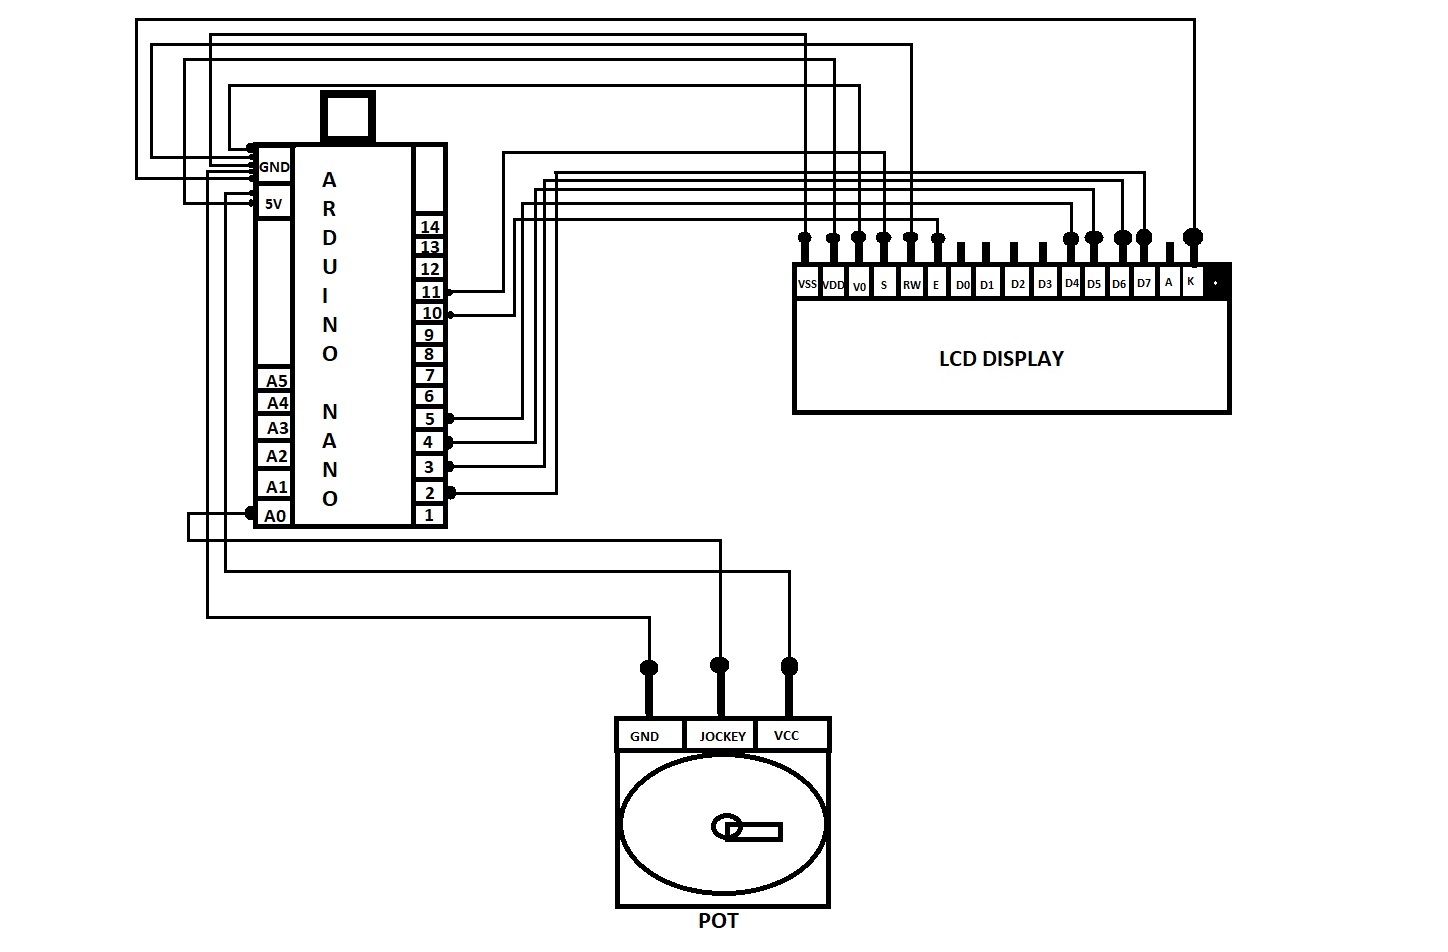 GND
5V
A5
A4
A3
A2
A1
A0
ARDUINO NANO
14
13
12
11
10
9
8
7
6
5
4
3
2
1
VSS VDD V0 S RW E D0 D1 D2 D3 D4 D5 D6 D7 A K
LCD DISPLAY
GND JOCKEY VCC
POT